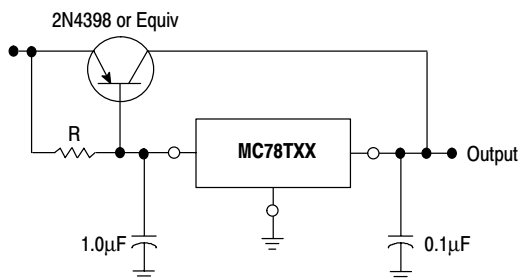 2N4398 or Equiv
R
MC78TXX
Output
1.0μF
0.1μF